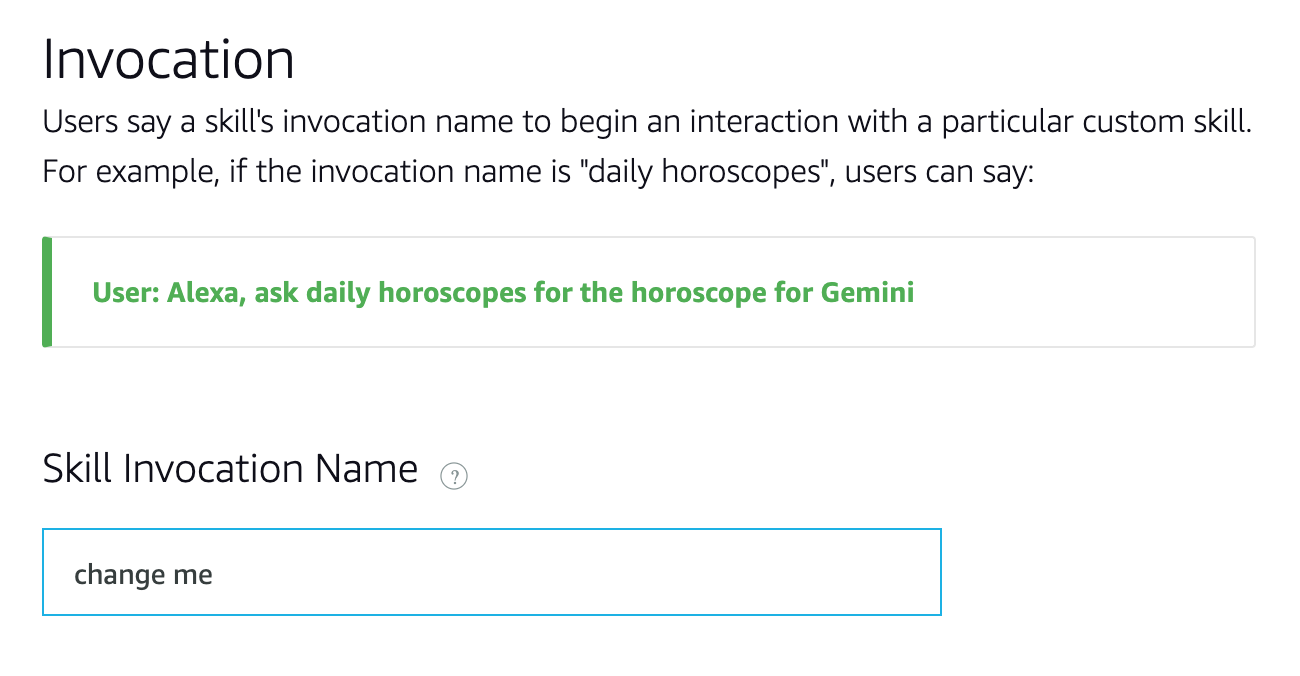 Invocation
Users say a skill's invocation name to begin an interaction with a particular custom skill.
For example, if the invocation name is "daily horoscopes", users can say:
User: Alexa, ask daily horoscopes for the horoscope for Gemini
Skill Invocation Name ?
change me